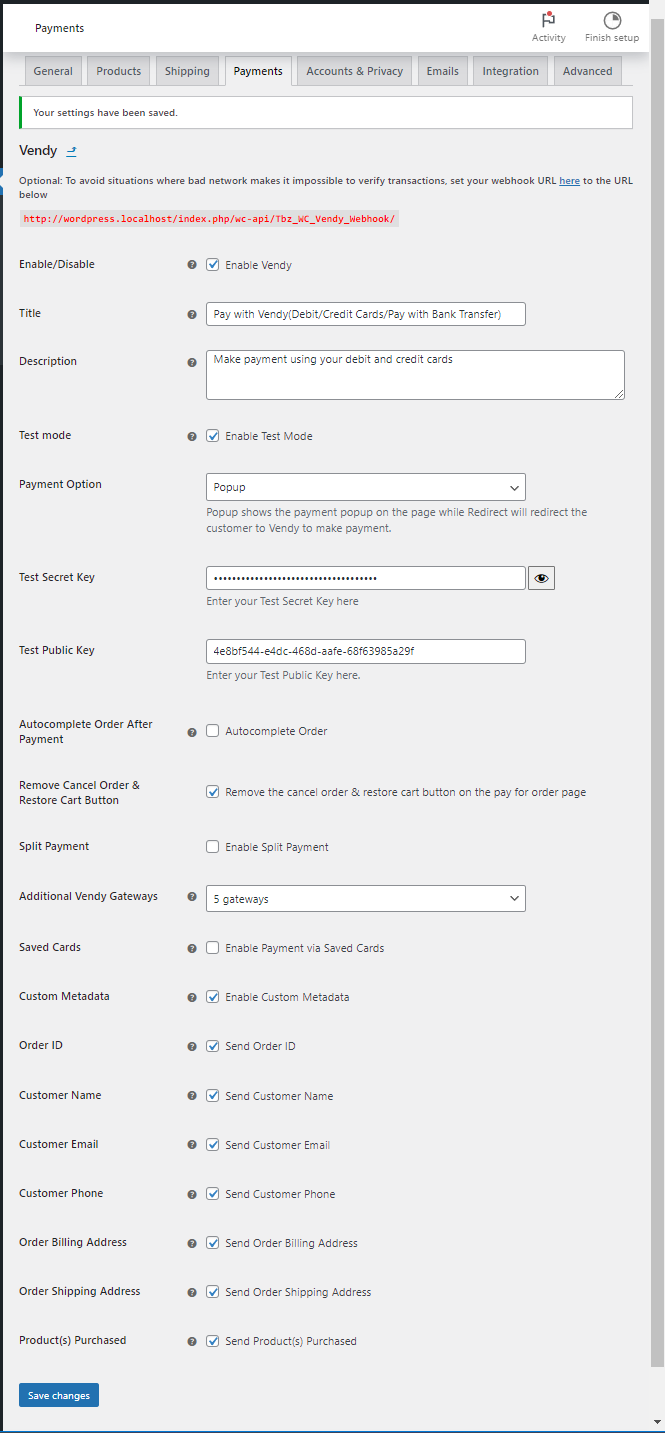 Payments
Activity
Finish setup
General
Products
Shipping
Payments
Accounts & Privacy
Emails
Integration
Advanced
Your settings have been saved.
Vendy
Optional: To avoid situations where bad network makes it impossible to verify transactions, set your webhook URL here to the URL
below
http://wordpress.localhost/index.php/wc-api/Tbz_WC_Vendy_Webhook/
Enable/Disable
Enable Vendy
Title
Pay with Vendy(Debit/Credit Cards/Pay with Bank Transfer)
Description
Make payment using your debit and credit cards
Test mode
Enable Test Mode
Payment Option
Popup
Popup shows the payment popup on the page while Redirect will redirect the
customer to Vendy to make payment.
Test Secret Key
Enter your Test Secret Key here
Test Public Key
4e8bf544-e4dc-468d-aafe-68f63985a29f
Enter your Test Public Key here.
Autocomplete Order After
Payment
Autocomplete Order
Remove Cancel Order &
Restore Cart Button
Remove the cancel order & restore cart button on the pay for order page
Split Payment
Enable Split Payment
Additional Vendy Gateways
5 gateways
Saved Cards
Enable Payment via Saved Cards
Custom Metadata
Enable Custom Metadata
Order ID
Send Order ID
Customer Name
Send Customer Name
Customer Email
Send Customer Email
Customer Phone
Send Customer Phone
Order Billing Address
Send Order Billing Address
Order Shipping Address
Send Order Shipping Address
Product(s) Purchased
Send Product(s) Purchased
Save changes